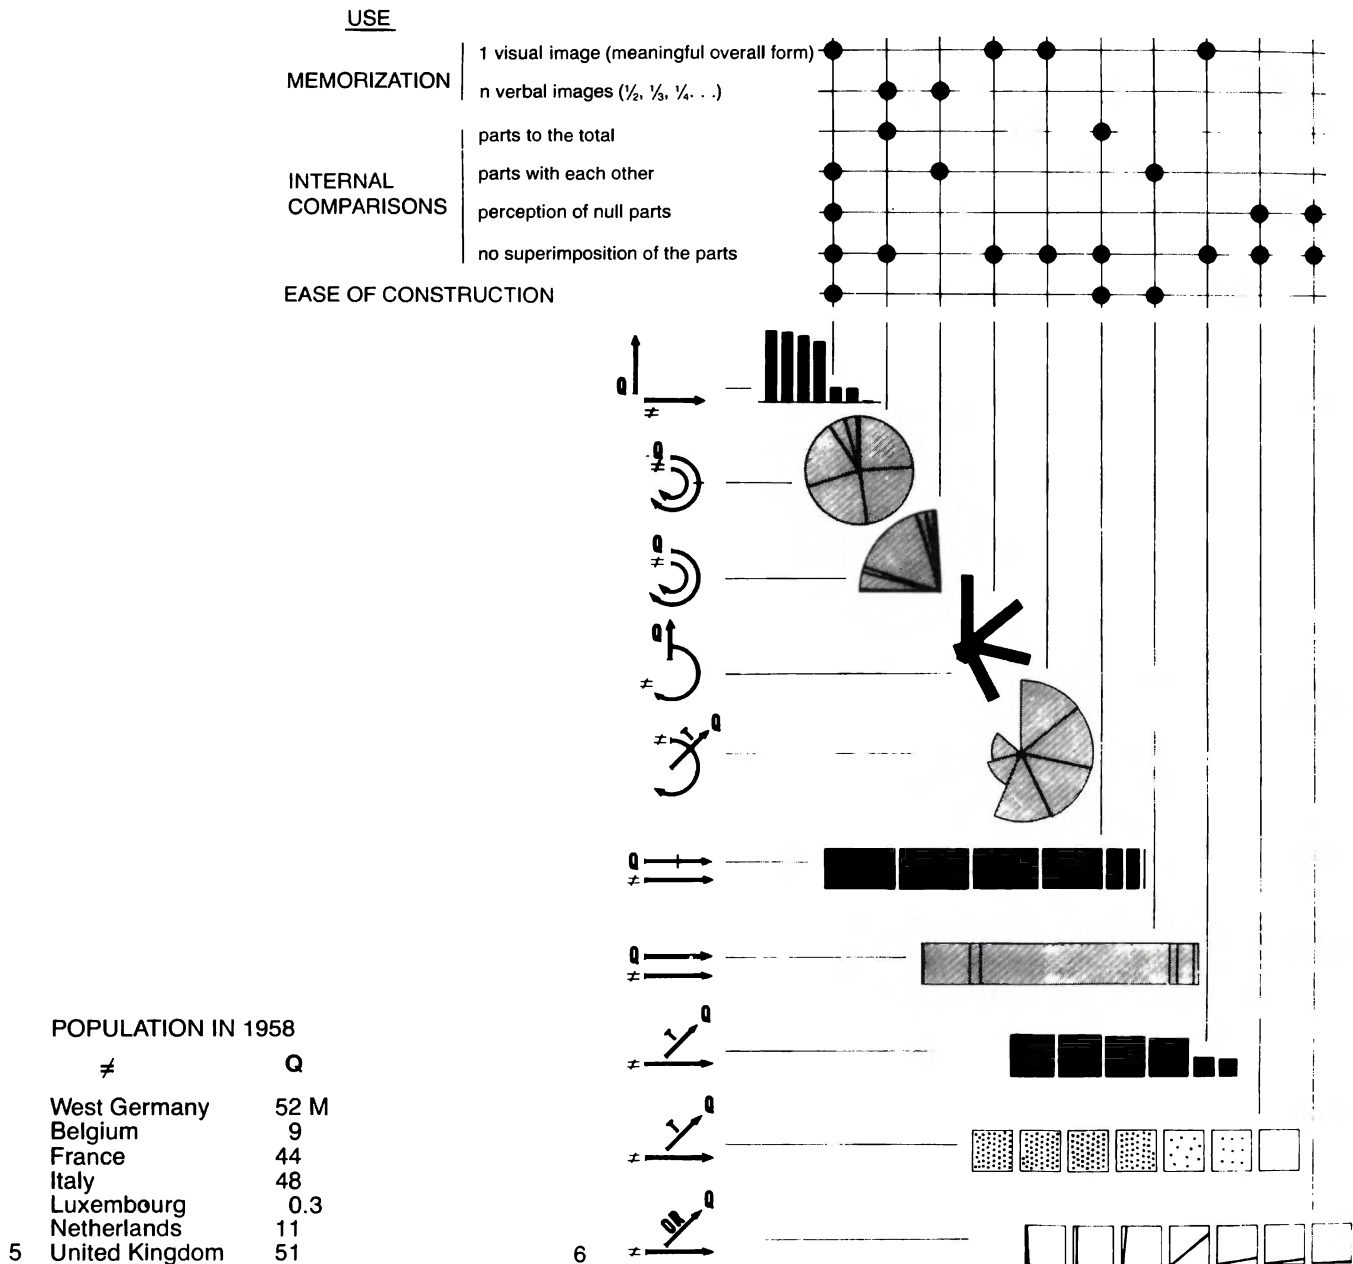 USE
MEMORIZATION
1 visual image (meaningful overall form)
n verbal images (½, ⅓, ¼. . .)
INTERNAL
COMPARISONS
parts to the total
parts with each other
perception of null parts
no superimposition of the parts
EASE OF CONSTRUCTION
Q
≠
Q
≠
Q
≠
Q
≠
≠ T Q
Q
≠
Q
≠
T Q
≠
T Q
≠
OR Q
≠
POPULATION IN 1958
≠ Q
West Germany 52 M
Belgium 9
France 44
Italy 48
Luxembourg 0.3
Netherlands 11
5 United Kingdom 51
6